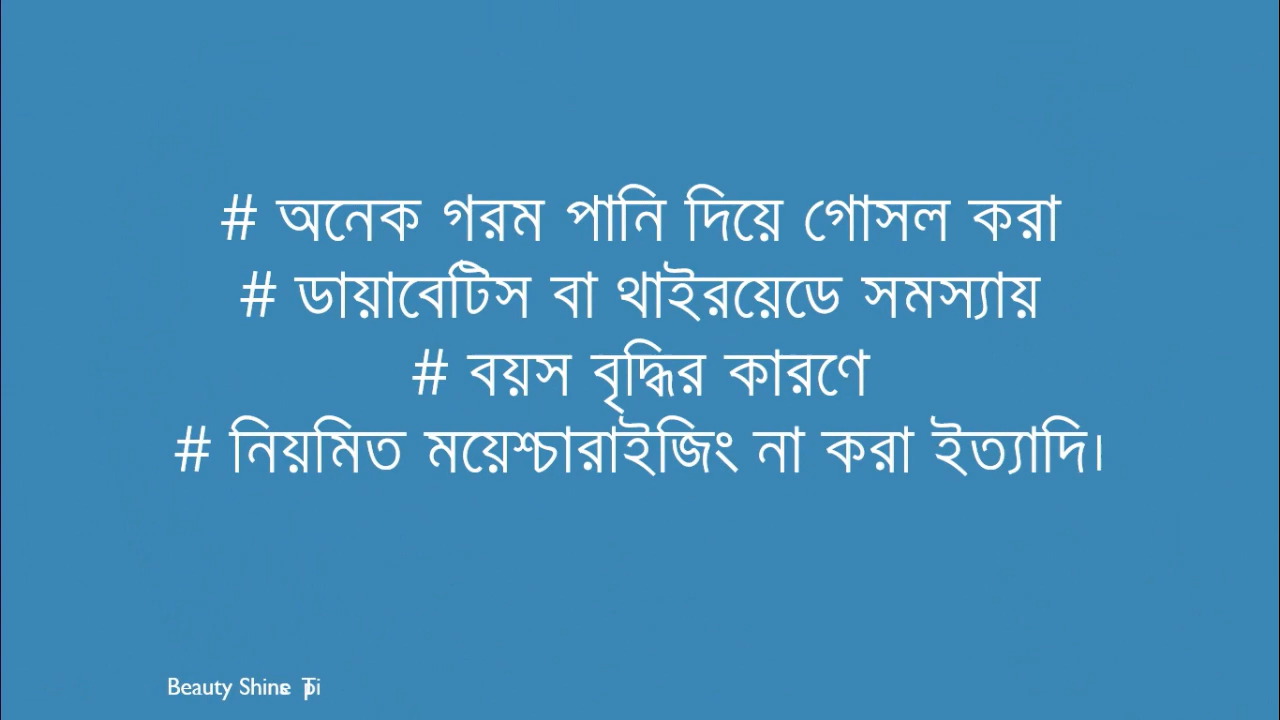 # অনেক গরম পানি দিয়ে গোসল করা
# ডায়াবেটিস বা থাইরয়েডে সমস্যায়
# বয়স বৃদ্ধির কারণে
# নিয়মিত ময়েশ্চারাইজিং না করা ইত্যাদি।
Beauty Shine